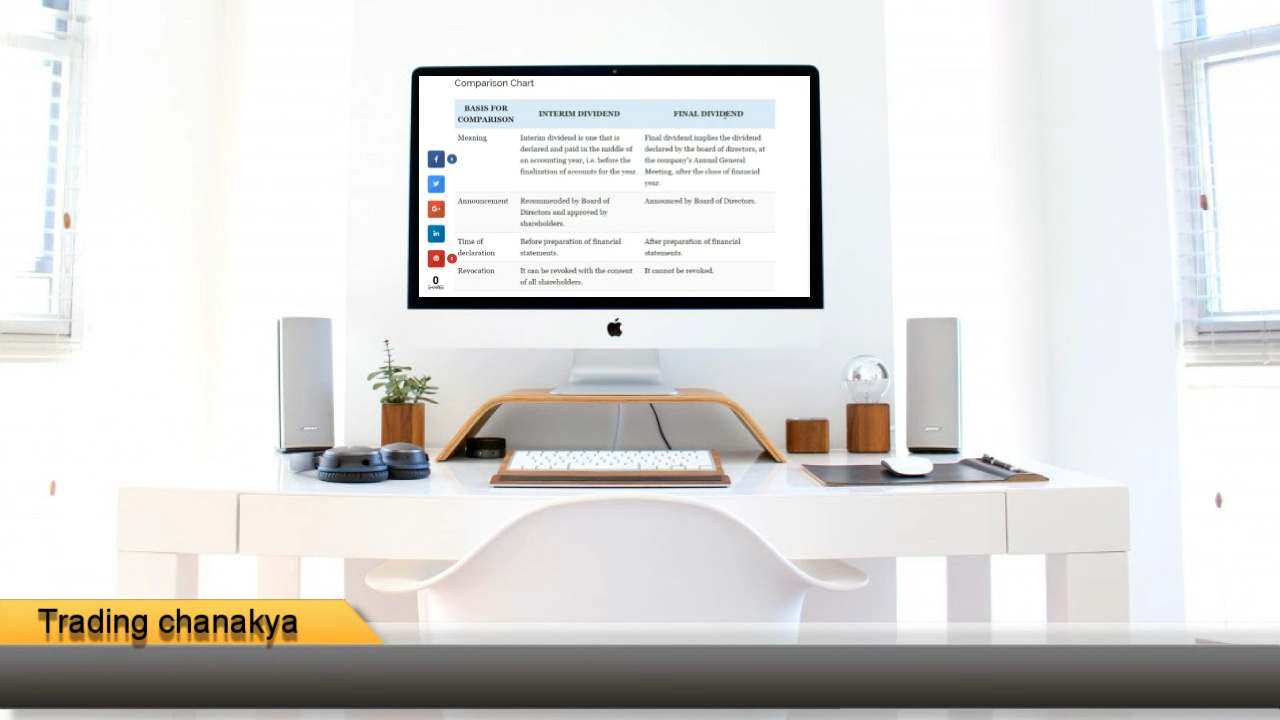 Comparison Chart
BASIS FOR COMPARISON
INTERIM DIVIDEND
FINAL DIVIDEND
Meaning
Interim dividend is one that is
declared and paid in the middle of
an accounting year, i.e. before the
finalization of accounts for the year.
Final dividend implies the dividend
declared by the board of directors, at
the company's Annual General
Meeting, after the close of financial
year.
Announcement
Recommended by Board of
Directors and approved by
shareholders.
Announced by Board of Directors.
Time of
declaration
Before preparation of financial
statements.
After preparation of financial
statements.
Revocation
It can be revoked with the consent
of all shareholders.
It cannot be revoked.
f
G+
in
0
SHARES
Trading chanakya